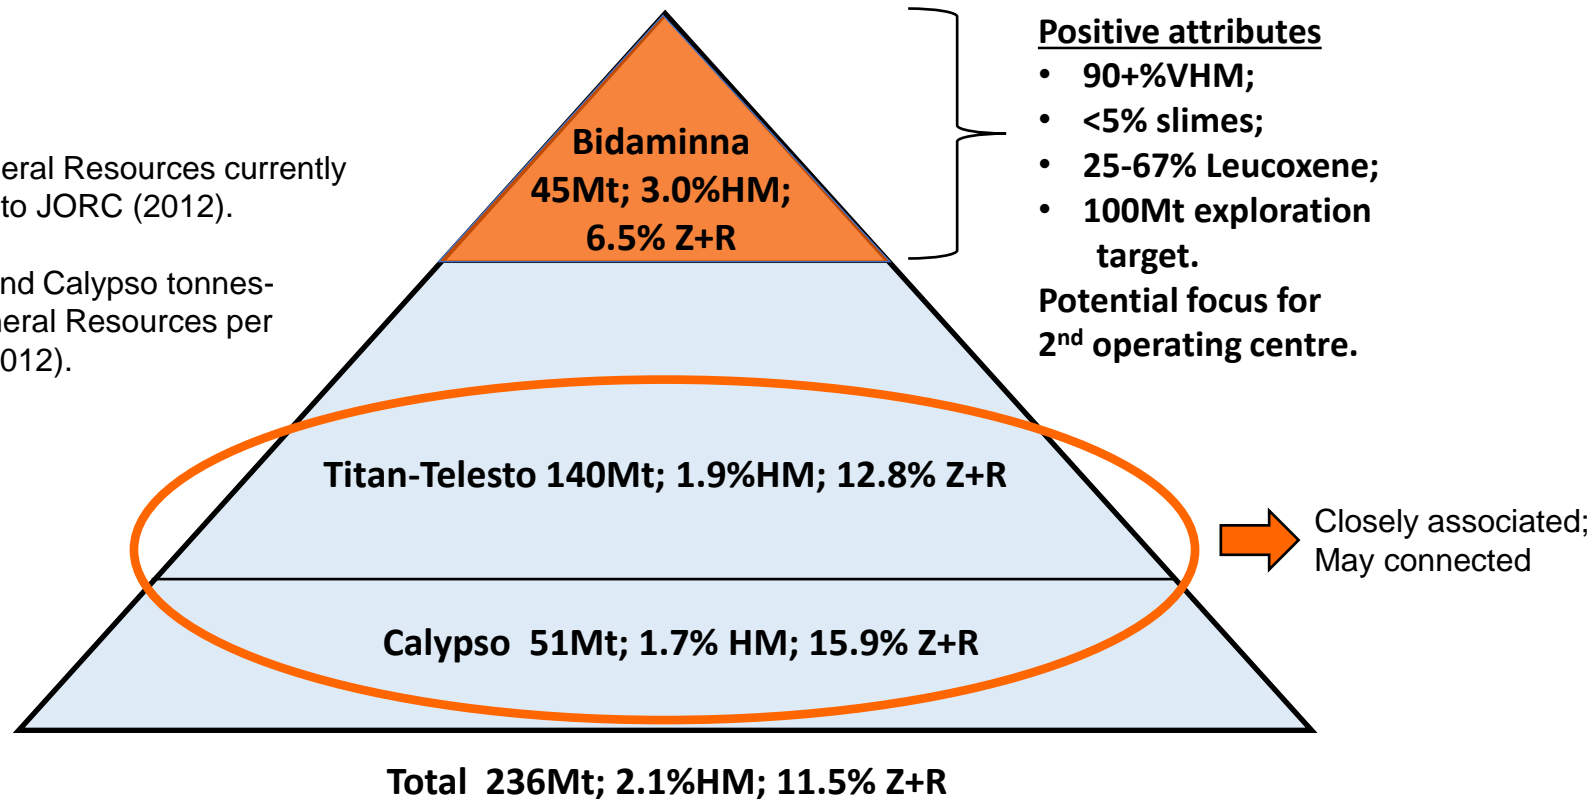 eral Resources currently
to JORC (2012).
nd Calypso tonnes-
neral Resources per
012).
Bidaminna
45Mt; 3.0%HM;
6.5% Z+R
Positive attributes
• 90+%VHM;
• <5% slimes;
• 25-67% Leucoxene;
• 100Mt exploration
target.
Potential focus for
2nd operating centre.
Titan-Telesto 140Mt; 1.9%HM; 12.8% Z+R
Closely associated;
May connected
Calypso  51Mt; 1.7% HM; 15.9% Z+R
Total  236Mt; 2.1%HM; 11.5% Z+R